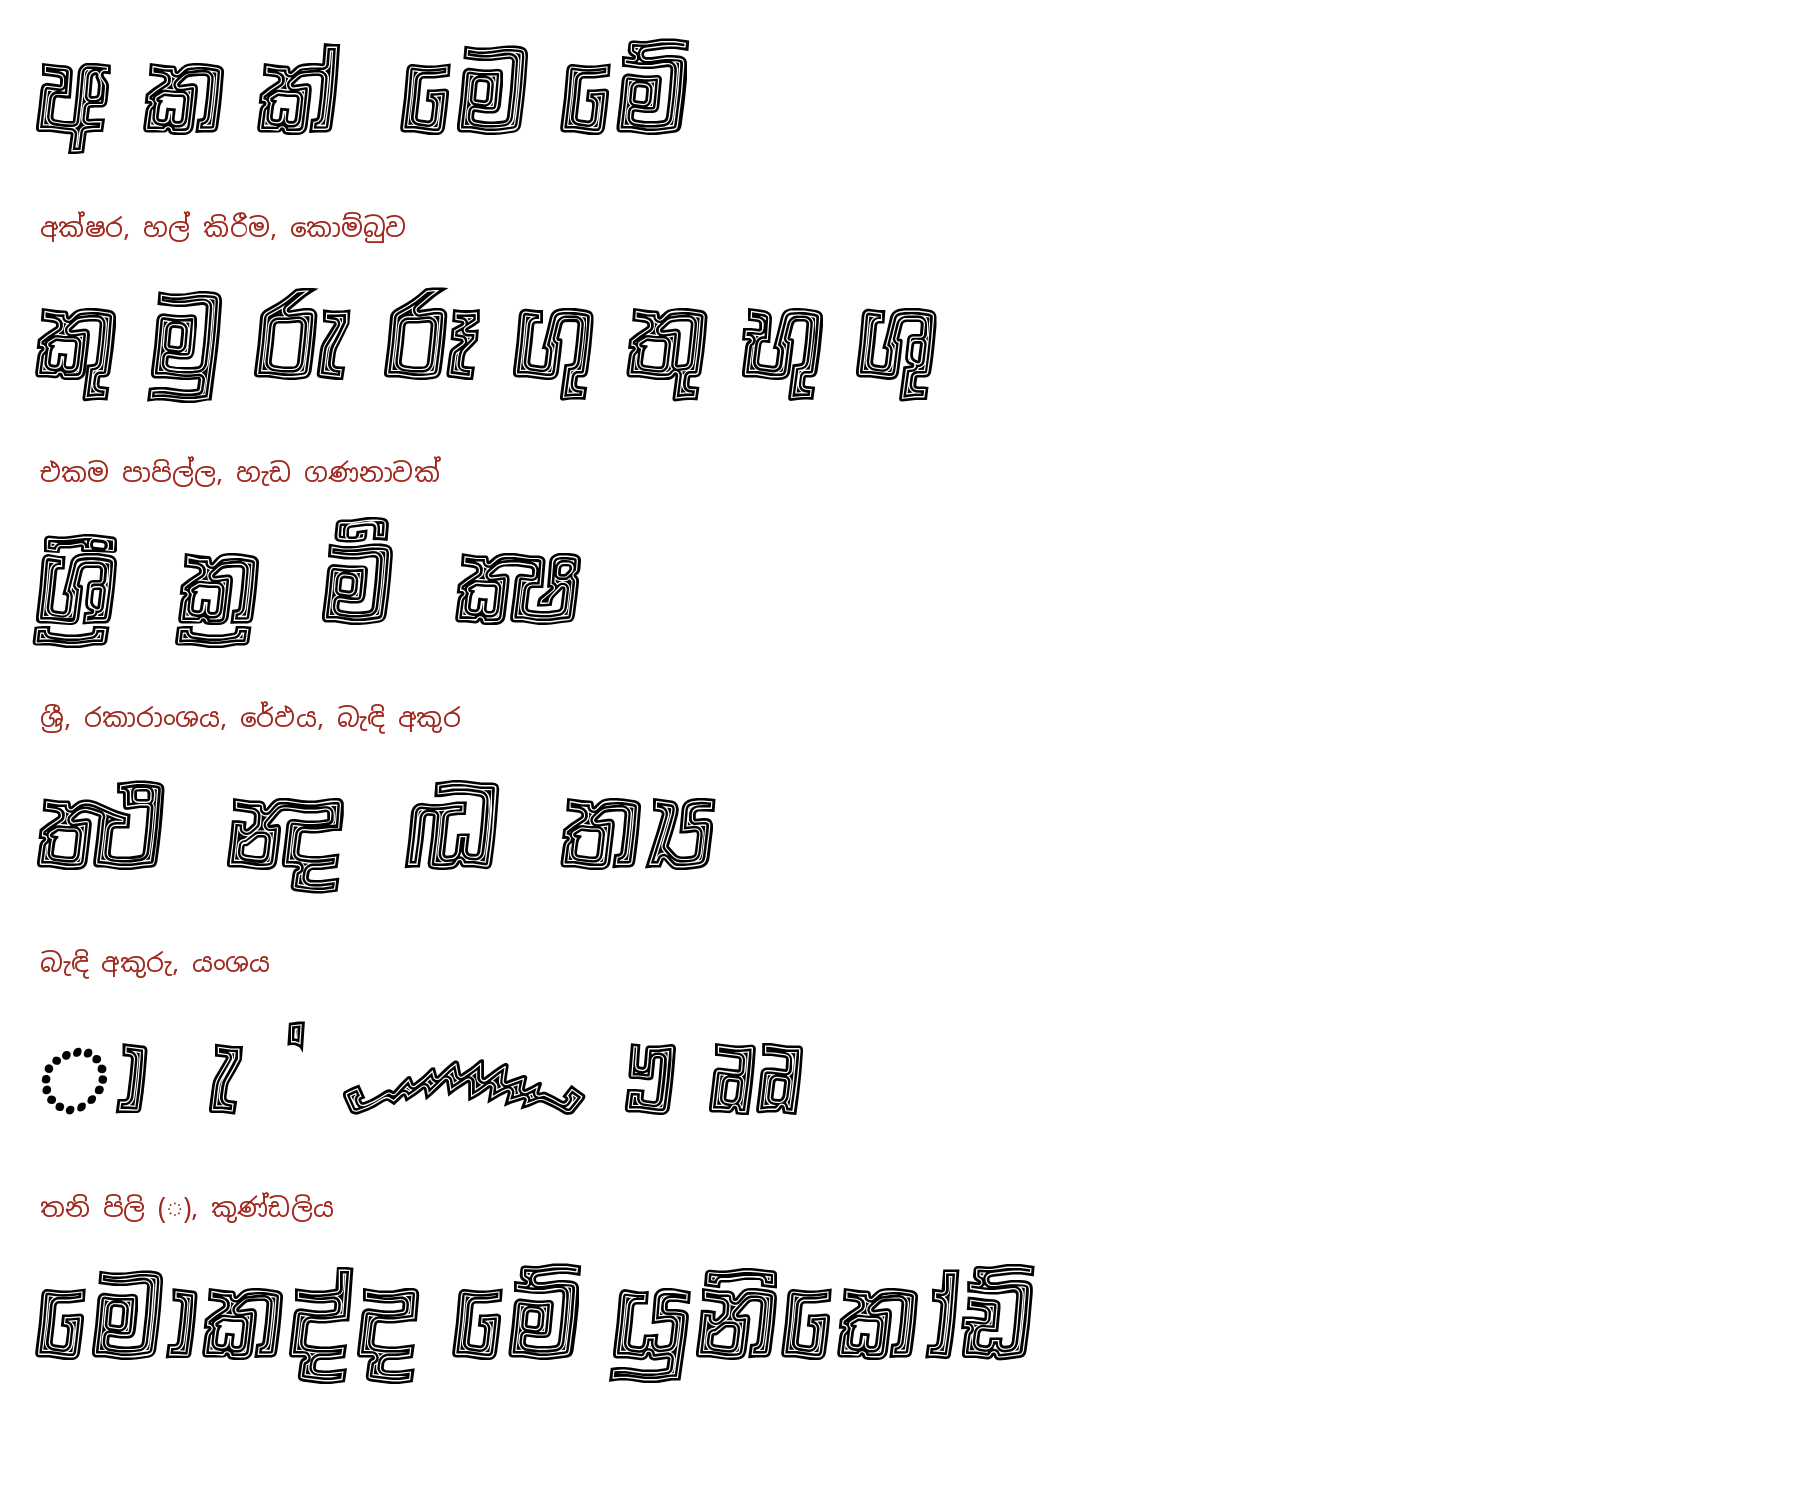 අ ක ක් මෙ මේ
අක්ෂර, හල් කිරීම, කොම්බුව
කු මු රු රූ ගු තු භු ශු
එකම පාපිල්ල, හැඩ ගණනාවක්
ශ්‍රී ක්‍ර ර්‍ම ක්‍ෂ
ශ්‍රී, රකාරාංශය, රේඵය, බැඳි අකුර
ත්‍ථ ඤ්‍ද න්‍ධ ත්‍ය
බැඳි අකුරු, යංශය
තනි පිලි (◌), කුණ්ඩලිය
මොකද්ද මේ යුනිකෝඩ්